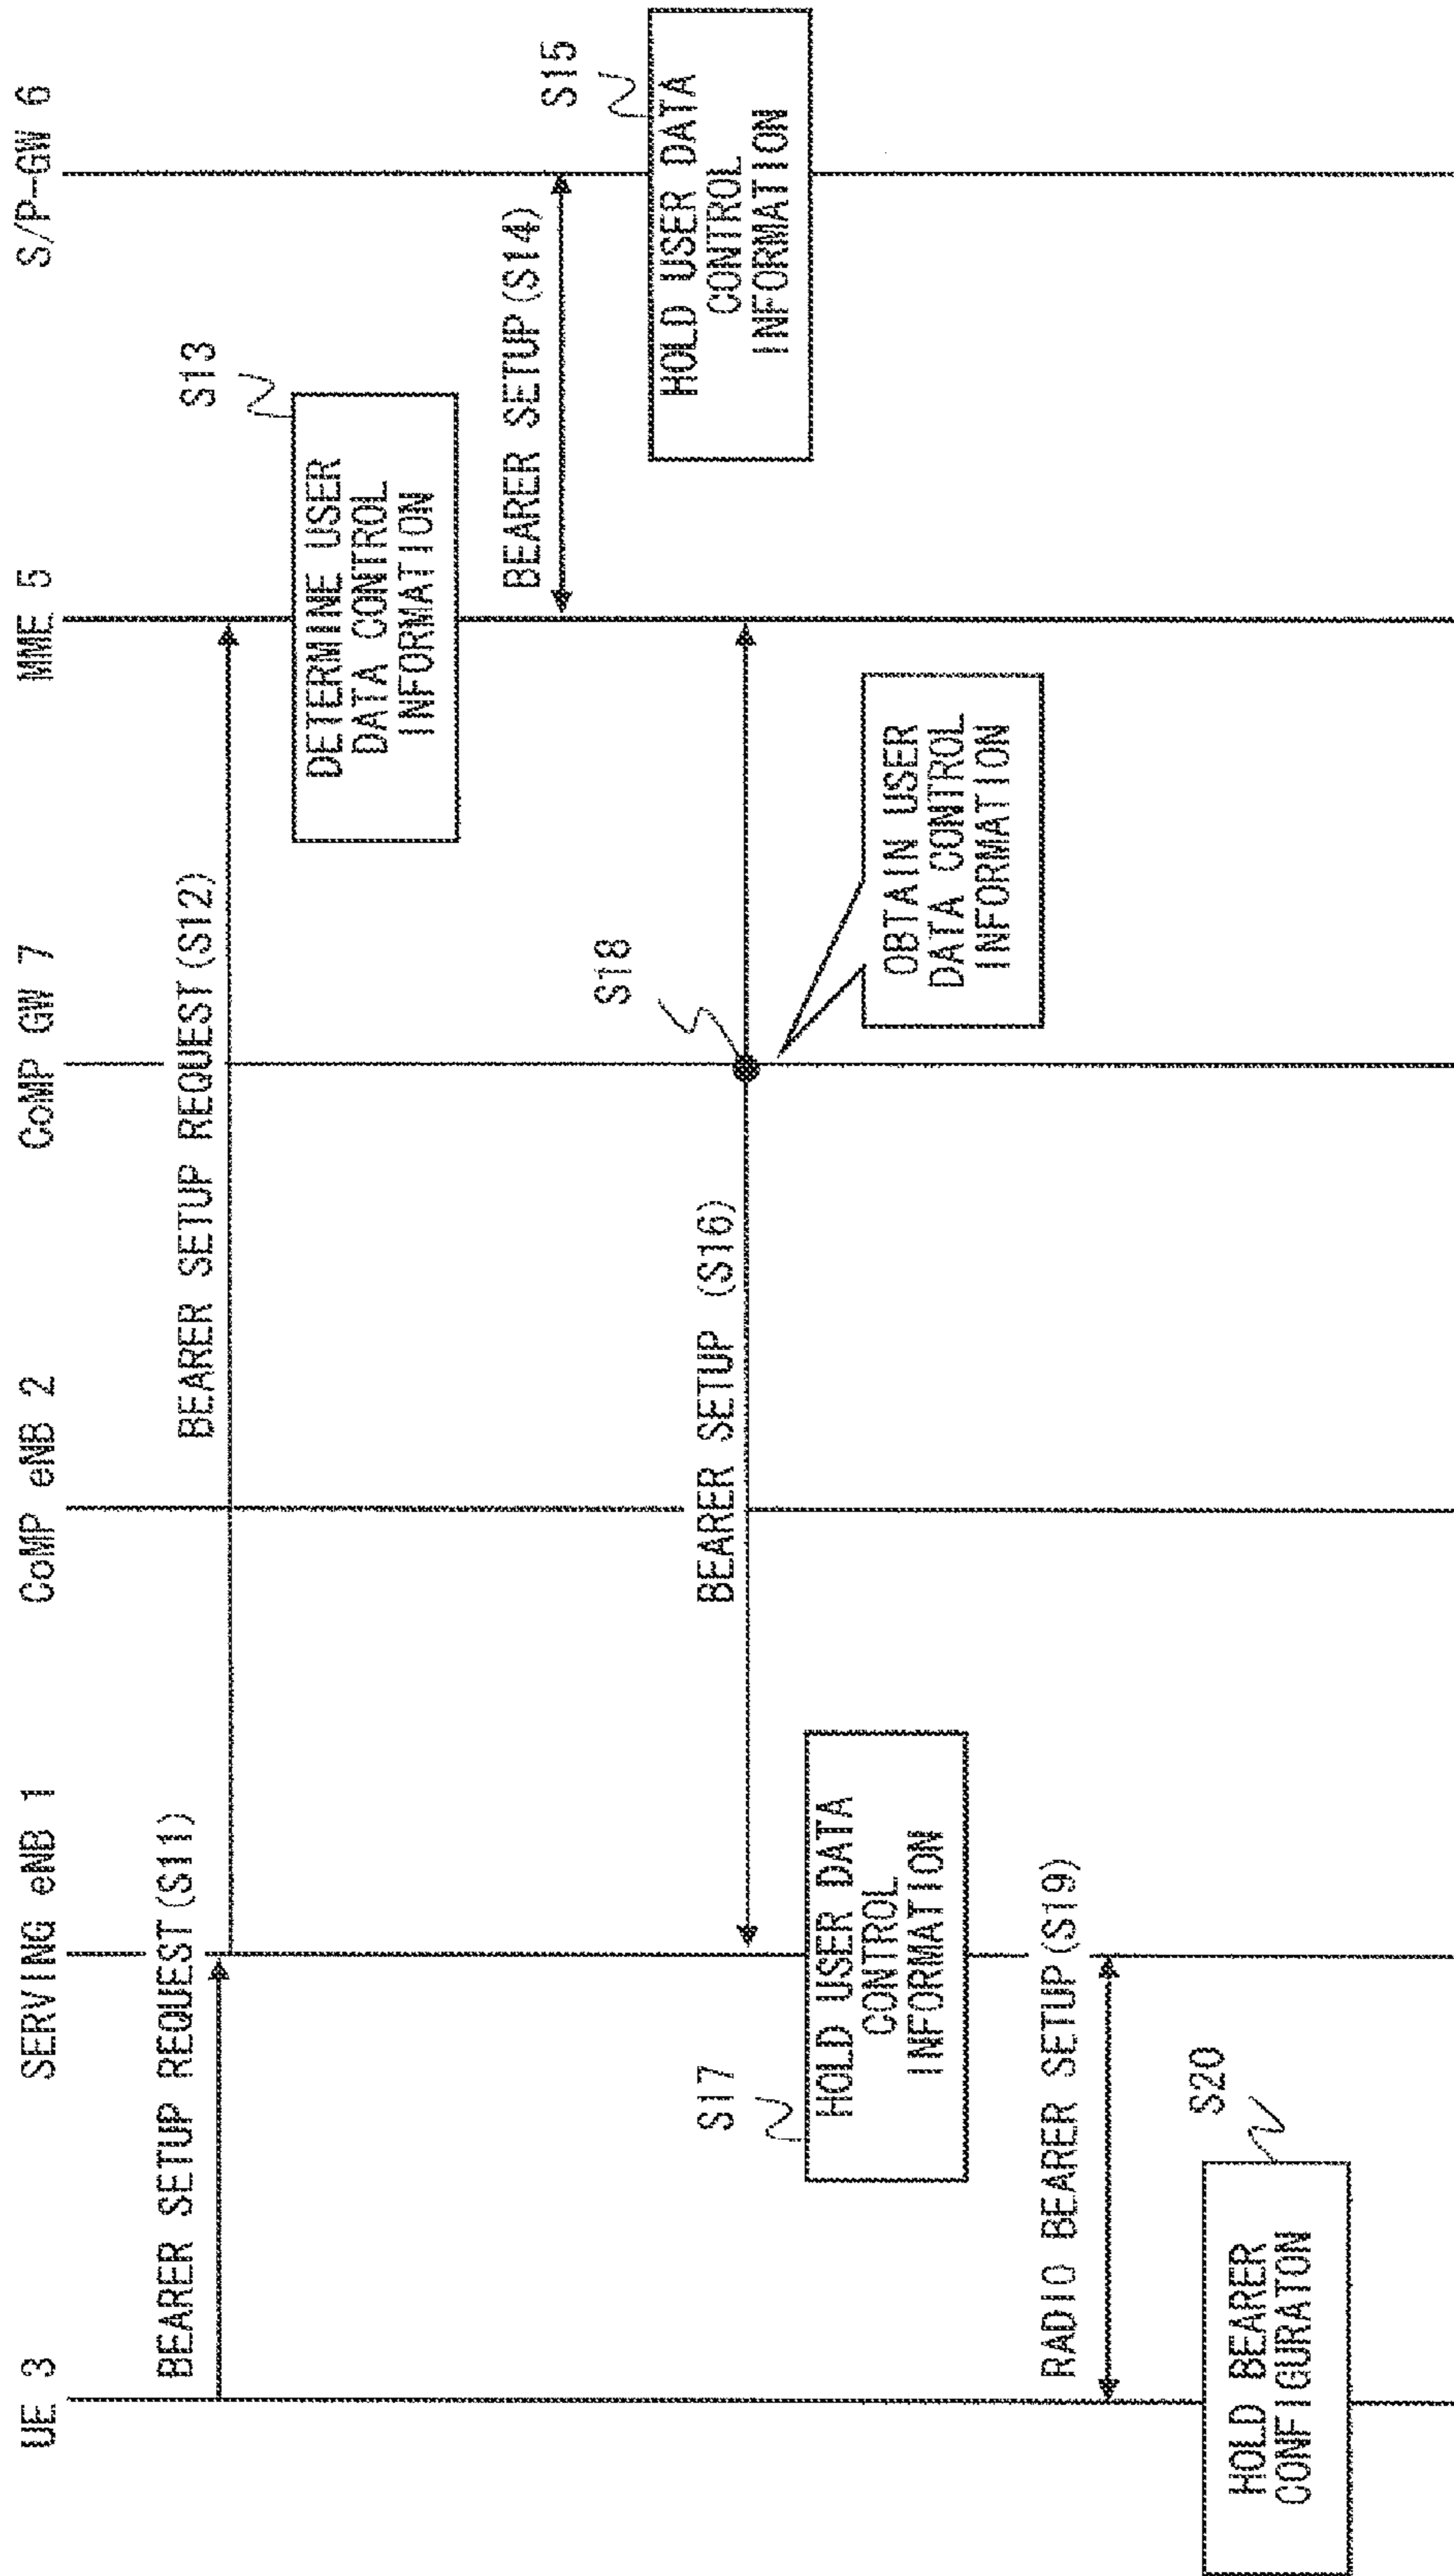 UE 3
SERVING eNB 1
CoMP eNB 2
CoMP GW 7
MME 5
S/P-GW 6
BEARER SETUP REQUEST(S11)
BEARER SETUP REQUEST(S12)
S13
DETERMINE USER
DATA CONTROL
INFORMATION
BEARER SETUP(S14)
S15
HOLD USER DATA
CONTROL
INFORMATION
BEARER SETUP (S16)
S18
OBTAIN USER
DATA CONTROL
INFORMATION
S17
HOLD USER DATA
CONTROL
INFORMATION
RADIO BEARER SETUP(S19)
S20
HOLD BEARER
CONFIGURATON